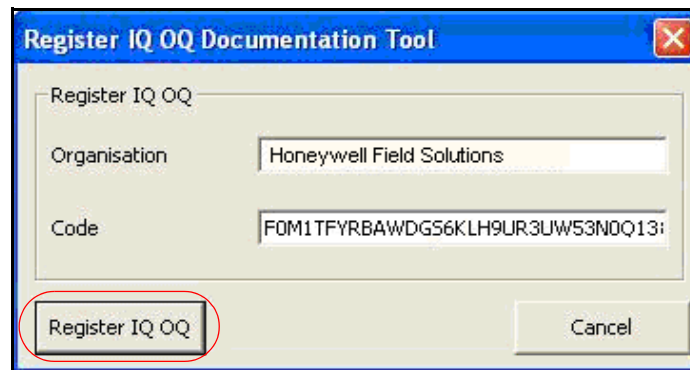 Register IQ OQ Documentation Tool
Register IQ OQ
Organisation Honeywell Field Solutions
Code F0M1TFYRBAWDGS6KLH9UR3UW53N0Q13
Register IQ OQ Cancel